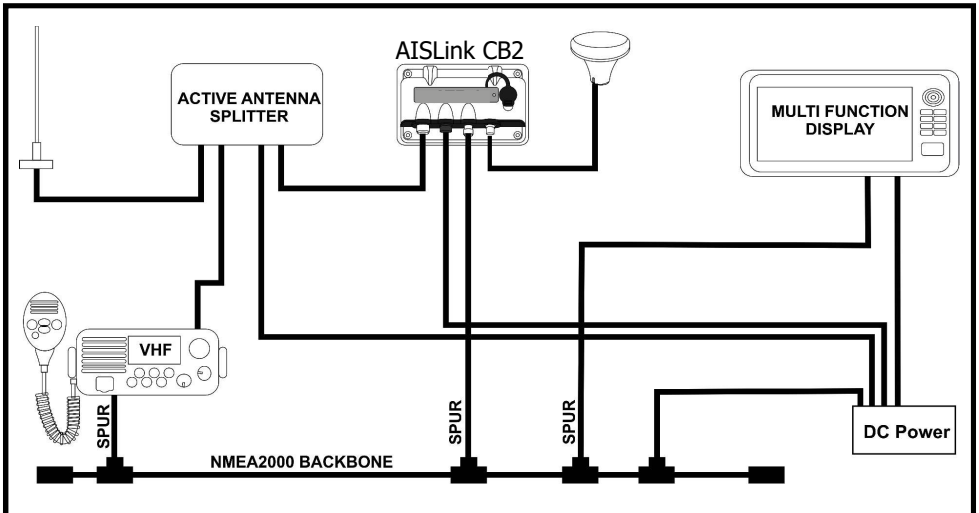 AISLink CB2
ACTIVE ANTENNA
SPLITTER
MULTI FUNCTION
DISPLAY
VHF
SPUR
SPUR
SPUR
DC Power
NMEA2000 BACKBONE